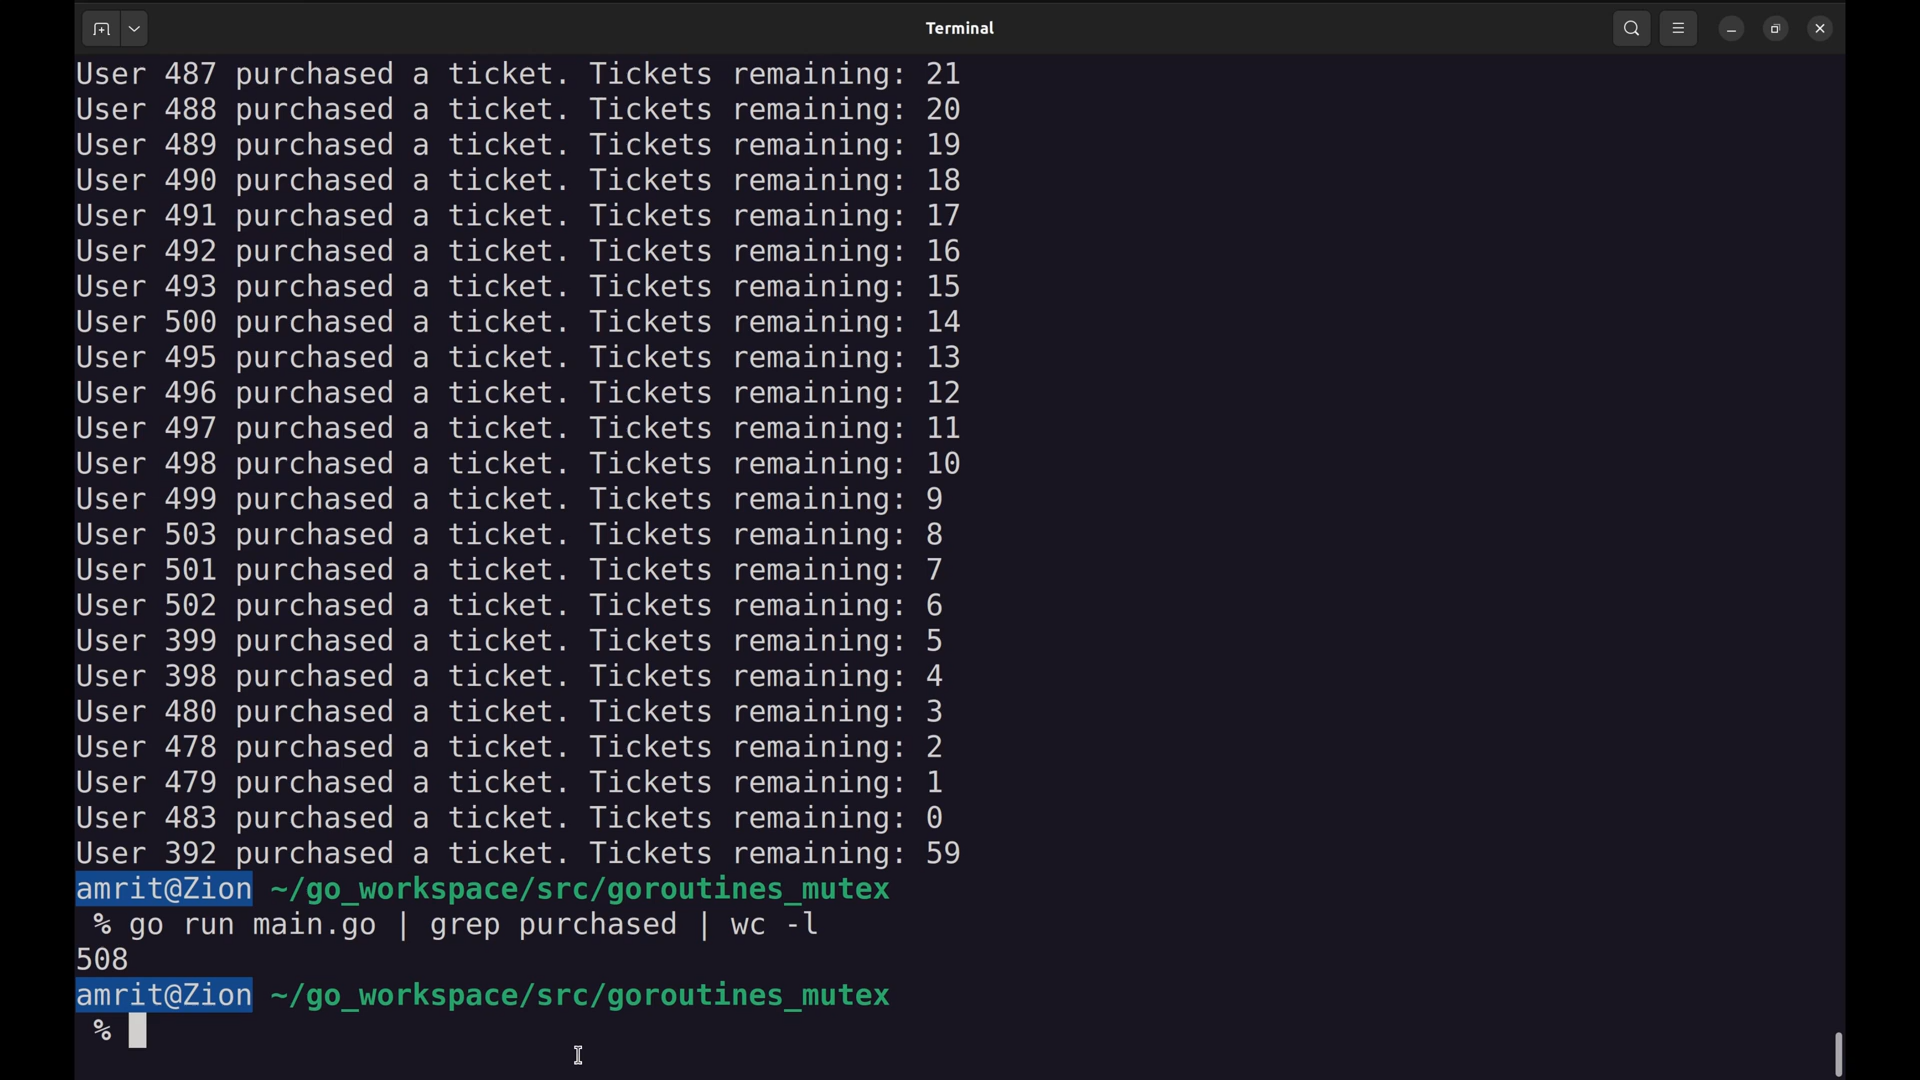 Terminal
User 487 purchased a ticket. Tickets remaining: 21
User 488 purchased a ticket. Tickets remaining: 20
User 489 purchased a ticket. Tickets remaining: 19
User 490 purchased a ticket. Tickets remaining: 18
User 491 purchased a ticket. Tickets remaining: 17
User 492 purchased a ticket. Tickets remaining: 16
User 493 purchased a ticket. Tickets remaining: 15
User 500 purchased a ticket. Tickets remaining: 14
User 495 purchased a ticket. Tickets remaining: 13
User 496 purchased a ticket. Tickets remaining: 12
User 497 purchased a ticket. Tickets remaining: 11
User 498 purchased a ticket. Tickets remaining: 10
User 499 purchased a ticket. Tickets remaining: 9
User 503 purchased a ticket. Tickets remaining: 8
User 501 purchased a ticket. Tickets remaining: 7
User 502 purchased a ticket. Tickets remaining: 6
User 399 purchased a ticket. Tickets remaining: 5
User 398 purchased a ticket. Tickets remaining: 4
User 480 purchased a ticket. Tickets remaining: 3
User 478 purchased a ticket. Tickets remaining: 2
User 479 purchased a ticket. Tickets remaining: 1
User 483 purchased a ticket. Tickets remaining: 0
User 392 purchased a ticket. Tickets remaining: 59
amrit@Zion ~/go_workspace/src/goroutines_mutex
% go run main.go | grep purchased | wc -l
508
amrit@Zion ~/go_workspace/src/goroutines_mutex
%